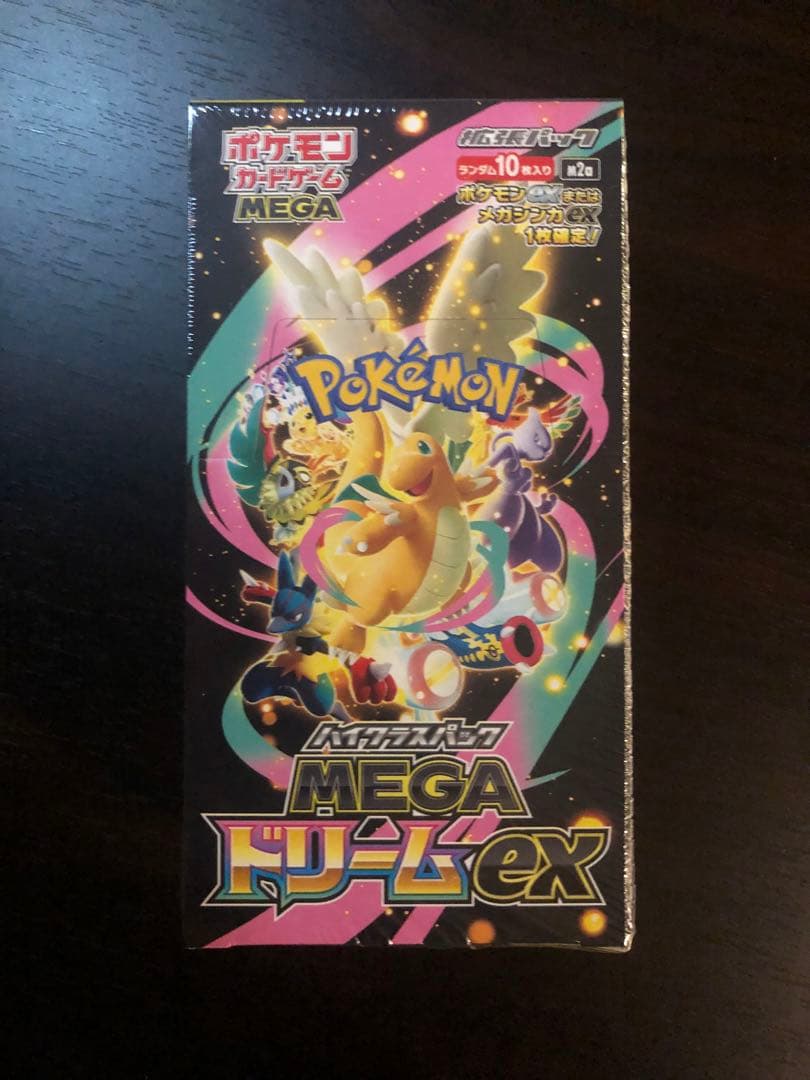 ポケモン
カードゲーム
MEGA
拡張パック
ランダム10枚入り
ポケモンexまたは
メガシンカex
1枚確定!
POKéMON
ハイクラスパック
MEGA
ドリームex